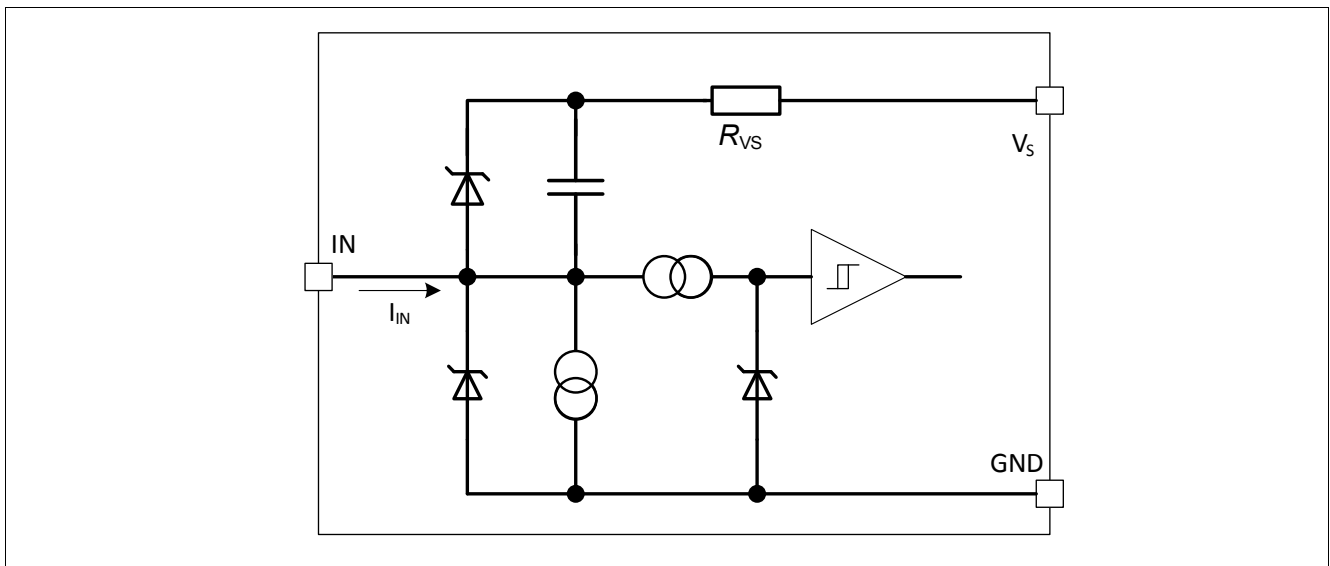 R_VS
V_S
IN
I_IN
GND